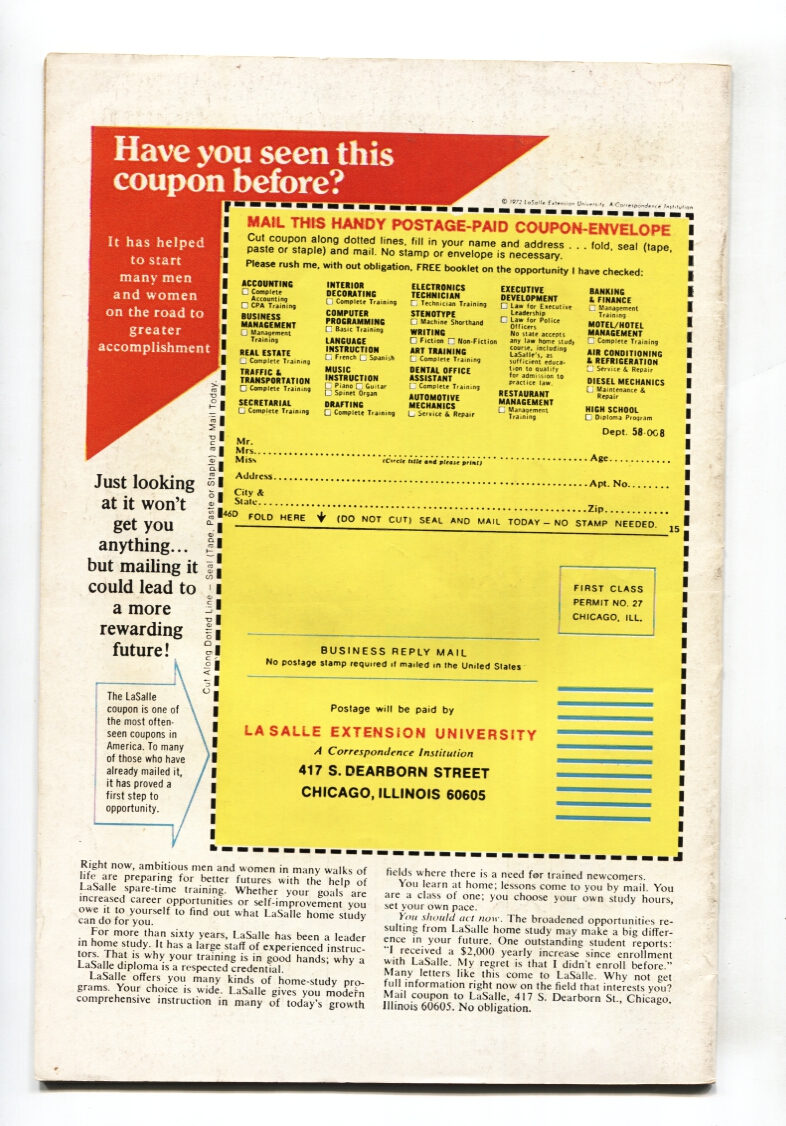 Have you seen this
coupon before?
It has helped
to start
many men
and women
on the road to
greater
accomplishment
Just looking
at it won't
get you
anything...
but mailing it
could lead to
a more
rewarding
future!
The LaSalle
coupon is one of
the most often-
seen coupons in
America. To many
of those who have
already mailed it,
it has proved a
first step to
opportunity.
Cut Along Dotted Line — Seal (Tape, Paste or Staple) and Mail Today.
© 1972 LaSalle Extension University. A Correspondence Institution
MAIL THIS HANDY POSTAGE-PAID COUPON-ENVELOPE
Cut coupon along dotted lines, fill in your name and address . . . fold, seal (tape,
paste or staple) and mail. No stamp or envelope is necessary.
Please rush me, with out obligation, FREE booklet on the opportunity I have checked:
ACCOUNTING
☐ Complete
Accounting
☐ CPA Training
BUSINESS
MANAGEMENT
☐ Management
Training
REAL ESTATE
☐ Complete Training
TRAFFIC &
TRANSPORTATION
☐ Complete Training
SECRETARIAL
☐ Complete Training
INTERIOR
DECORATING
☐ Complete Training
COMPUTER
PROGRAMMING
☐ Basic Training
LANGUAGE
INSTRUCTION
☐ French ☐ Spanish
MUSIC
INSTRUCTION
☐ Piano ☐ Guitar
☐ Spinet Organ
DRAFTING
☐ Complete Training
ELECTRONICS
TECHNICIAN
☐ Technician Training
STENOTYPE
☐ Machine Shorthand
WRITING
☐ Fiction ☐ Non-Fiction
ART TRAINING
☐ Complete Training
DENTAL OFFICE
ASSISTANT
☐ Complete Training
AUTOMOTIVE
MECHANICS
☐ Service & Repair
EXECUTIVE
DEVELOPMENT
☐ Law for Executive
Leadership
☐ Law for Police
Officers
No state accepts
any law home study
course, including
LaSalle's, as
sufficient educa-
tion to qualify
for admission to
practice law.
RESTAURANT
MANAGEMENT
☐ Management
Training
BANKING
& FINANCE
☐ Management
Training
MOTEL/HOTEL
MANAGEMENT
☐ Complete Training
AIR CONDITIONING
& REFRIGERATION
☐ Service & Repair
DIESEL MECHANICS
☐ Maintenance &
Repair
HIGH SCHOOL
☐ Diploma Program
Dept. 58-008
Mr.
Mrs. Age
Miss (Circle title and please print)
Address Apt. No.
City &
State Zip
46D FOLD HERE ↓ (DO NOT CUT) SEAL AND MAIL TODAY — NO STAMP NEEDED. 15
FIRST CLASS
PERMIT NO. 27
CHICAGO, ILL.
BUSINESS REPLY MAIL
No postage stamp required if mailed in the United States
Postage will be paid by
LA SALLE EXTENSION UNIVERSITY
A Correspondence Institution
417 S. DEARBORN STREET
CHICAGO, ILLINOIS 60605
Right now, ambitious men and women in many walks of
life are preparing for better futures with the help of
LaSalle spare-time training. Whether your goals are
increased career opportunities or self-improvement you
owe it to yourself to find out what LaSalle home study
can do for you.
For more than sixty years, LaSalle has been a leader
in home study. It has a large staff of experienced instruc-
tors. That is why your training is in good hands; why a
LaSalle diploma is a respected credential.
LaSalle offers you many kinds of home-study pro-
grams. Your choice is wide. LaSalle gives you modern
comprehensive instruction in many of today's growth
fields where there is a need for trained newcomers.
You learn at home; lessons come to you by mail. You
are a class of one; you choose your own study hours,
set your own pace.
You should act now. The broadened opportunities re-
sulting from LaSalle home study may make a big differ-
ence in your future. One outstanding student reports:
"I received a $2,000 yearly increase since enrollment
with LaSalle. My regret is that I didn't enroll before."
Many letters like this come to LaSalle. Why not get
full information right now on the field that interests you?
Mail coupon to LaSalle, 417 S. Dearborn St., Chicago,
Illinois 60605. No obligation.